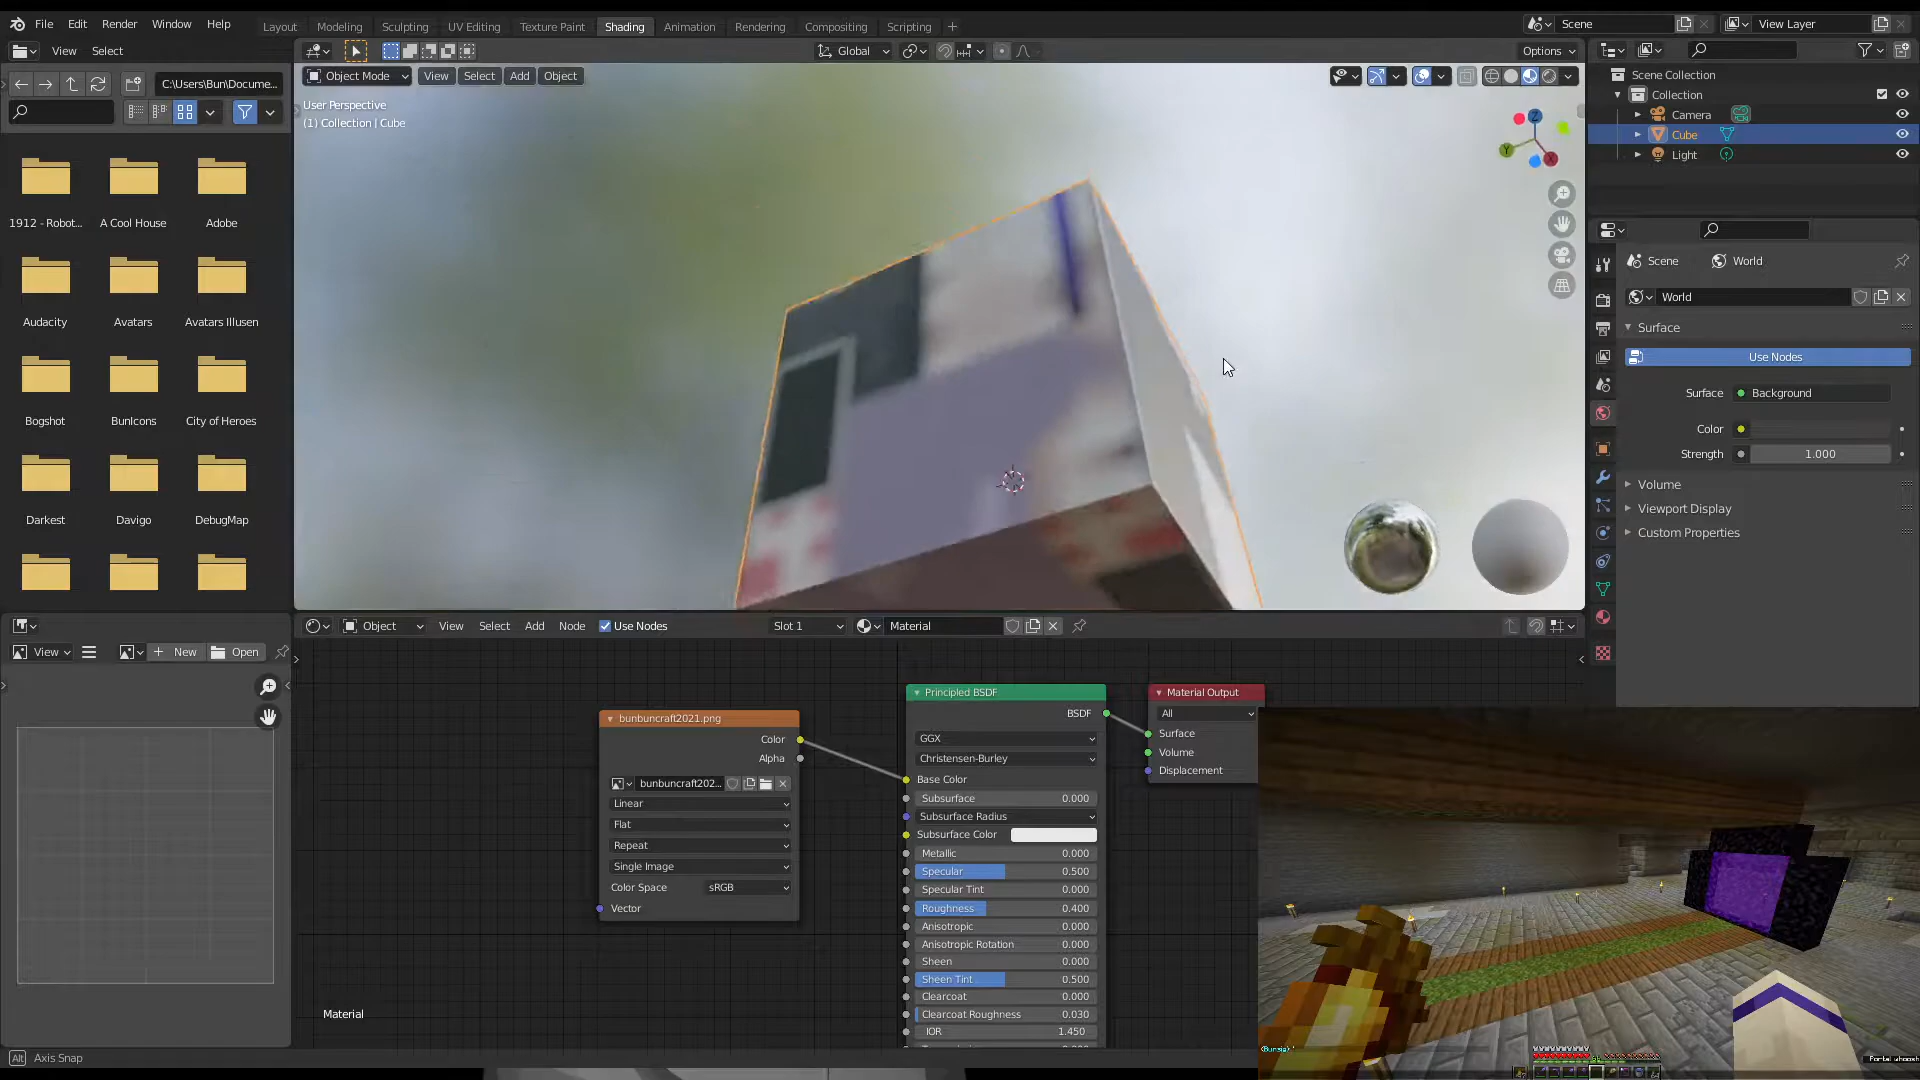 File Edit Render Window Help
Layout Modeling Sculpting UV Editing Texture Paint Shading Animation Rendering Compositing Scripting +
Scene
View Layer
View Select
Global
Options
C:\Users\Bun\Docume...
Object Mode View Select Add Object
User Perspective
(1) Collection | Cube
Z
Y
X
1912 - Robot...
A Cool House
Adobe
Audacity
Avatars
Avatars Illusen
Bogshot
BunIcons
City of Heroes
Darkest
Davigo
DebugMap
Scene Collection
Collection
Camera
Cube
Light
Scene
World
World
Surface
Use Nodes
Surface
Background
Color
Strength
1.000
Volume
Viewport Display
Custom Properties
Object View Select Add Node Use Nodes Slot 1 Material
View
New
Open
bunbuncraft2021.png
Color
Alpha
bunbuncraft202...
Linear
Flat
Repeat
Single Image
Color Space
sRGB
Vector
Principled BSDF
BSDF
GGX
Christensen-Burley
Base Color
Subsurface 0.000
Subsurface Radius
Subsurface Color
Metallic 0.000
Specular 0.500
Specular Tint 0.000
Roughness 0.400
Anisotropic 0.000
Anisotropic Rotation 0.000
Sheen 0.000
Sheen Tint 0.500
Clearcoat 0.000
Clearcoat Roughness 0.030
IOR 1.450
Material Output
All
Surface
Volume
Displacement
Material
Alt Axis Snap
Portal whoosh